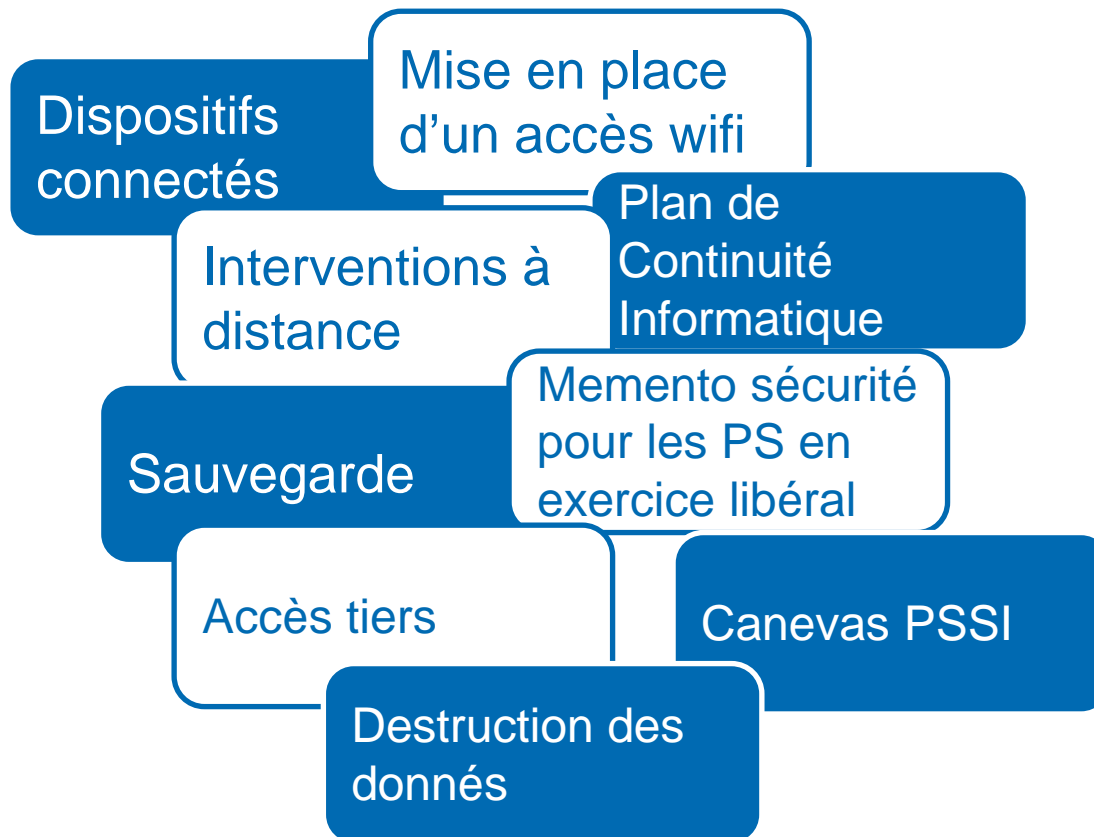 Dispositifs
connectés
Mise en place
d’un accès wifi
Interventions à
distance
Plan de
Continuité
Informatique
Sauvegarde
Memento sécurité
pour les PS en
exercice libéral
Accès tiers
Canevas PSSI
Destruction des
donnés